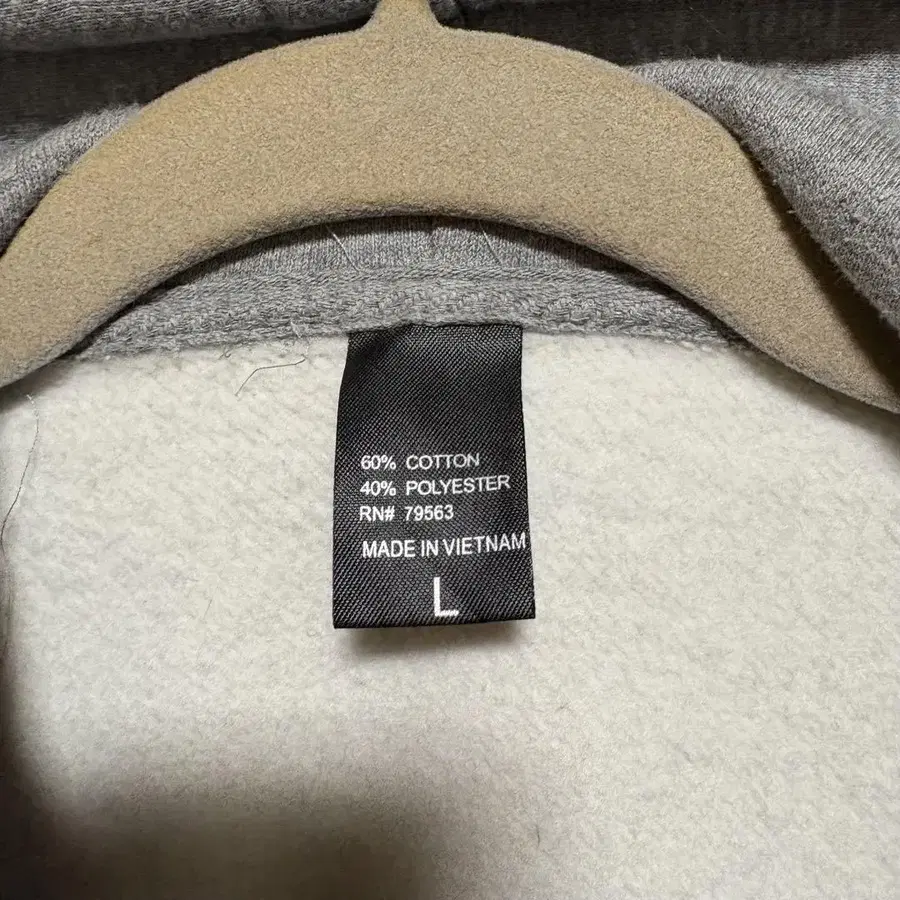 60% COTTON
40% POLYESTER
RN# 79563
MADE IN VIETNAM
L